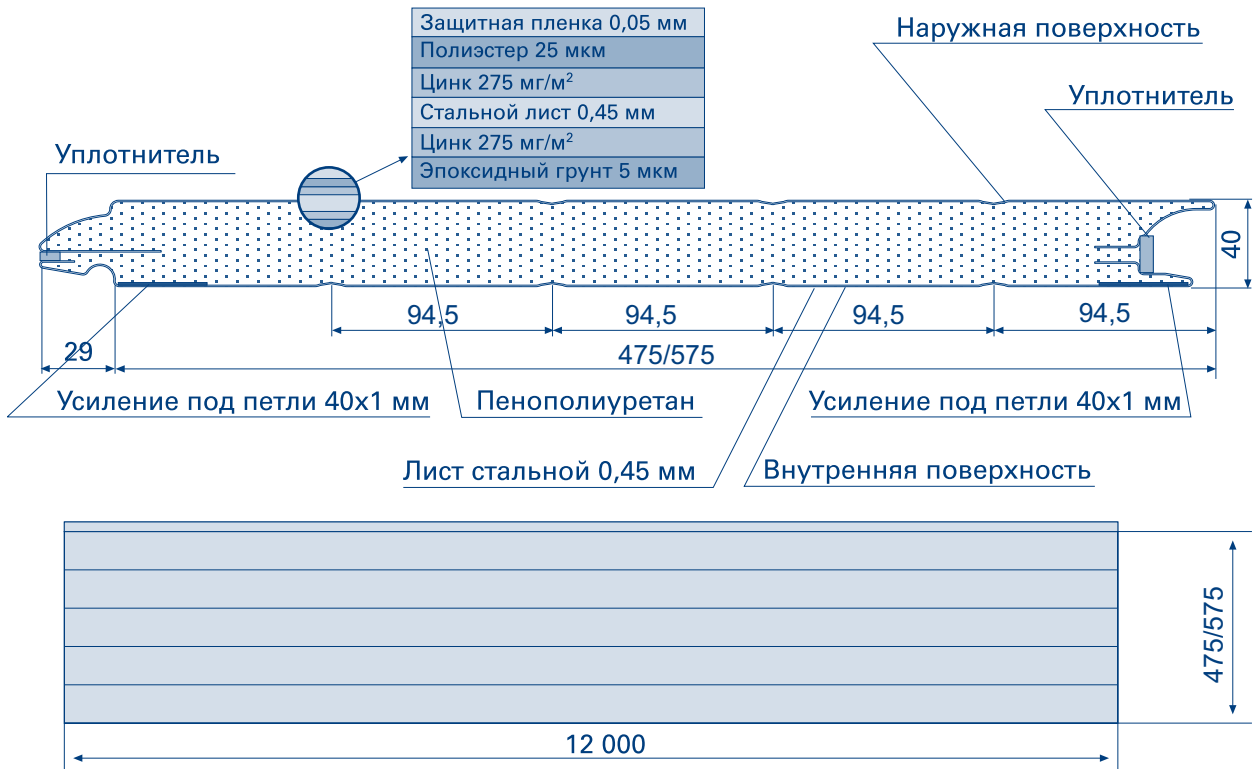 Защитная пленка 0,05 мм
Полиэстер 25 мкм
Цинк 275 мг/м²
Стальной лист 0,45 мм
Цинк 275 мг/м²
Эпоксидный грунт 5 мкм
Наружная поверхность
Уплотнитель
Уплотнитель
40
94,5
94,5
94,5
94,5
29
475/575
Усиление под петли 40x1 мм
Пенополиуретан
Усиление под петли 40x1 мм
Лист стальной 0,45 мм
Внутренняя поверхность
475/575
12 000